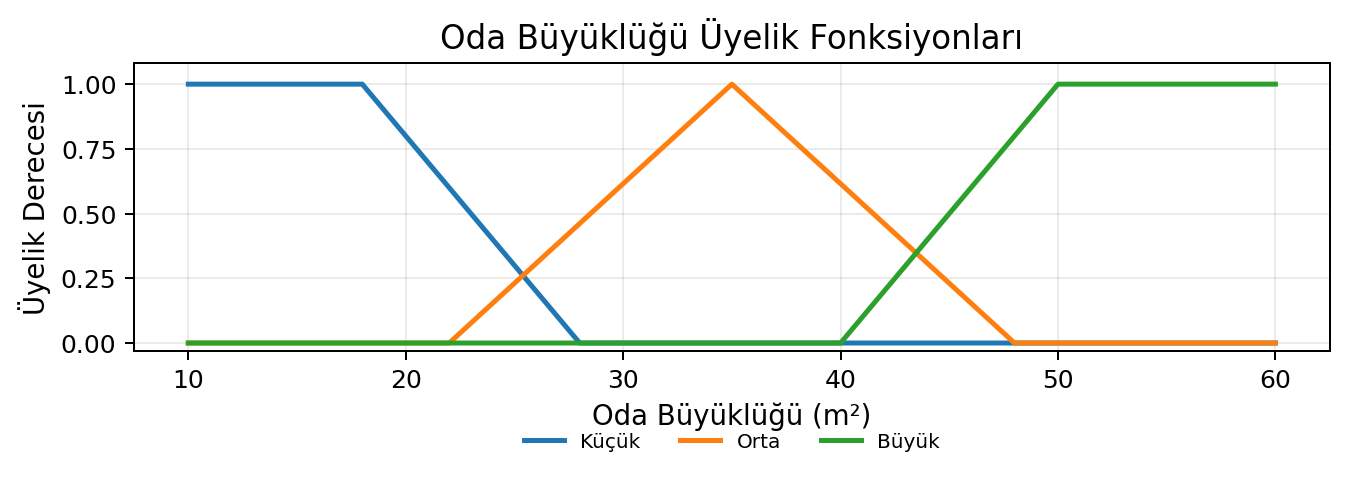 Oda Büyüklüğü Üyelik Fonksiyonları
Üyelik Derecesi
1.00
0.75
0.50
0.25
0.00
10 20 30 40 50 60
Oda Büyüklüğü (m²)
Küçük Orta Büyük